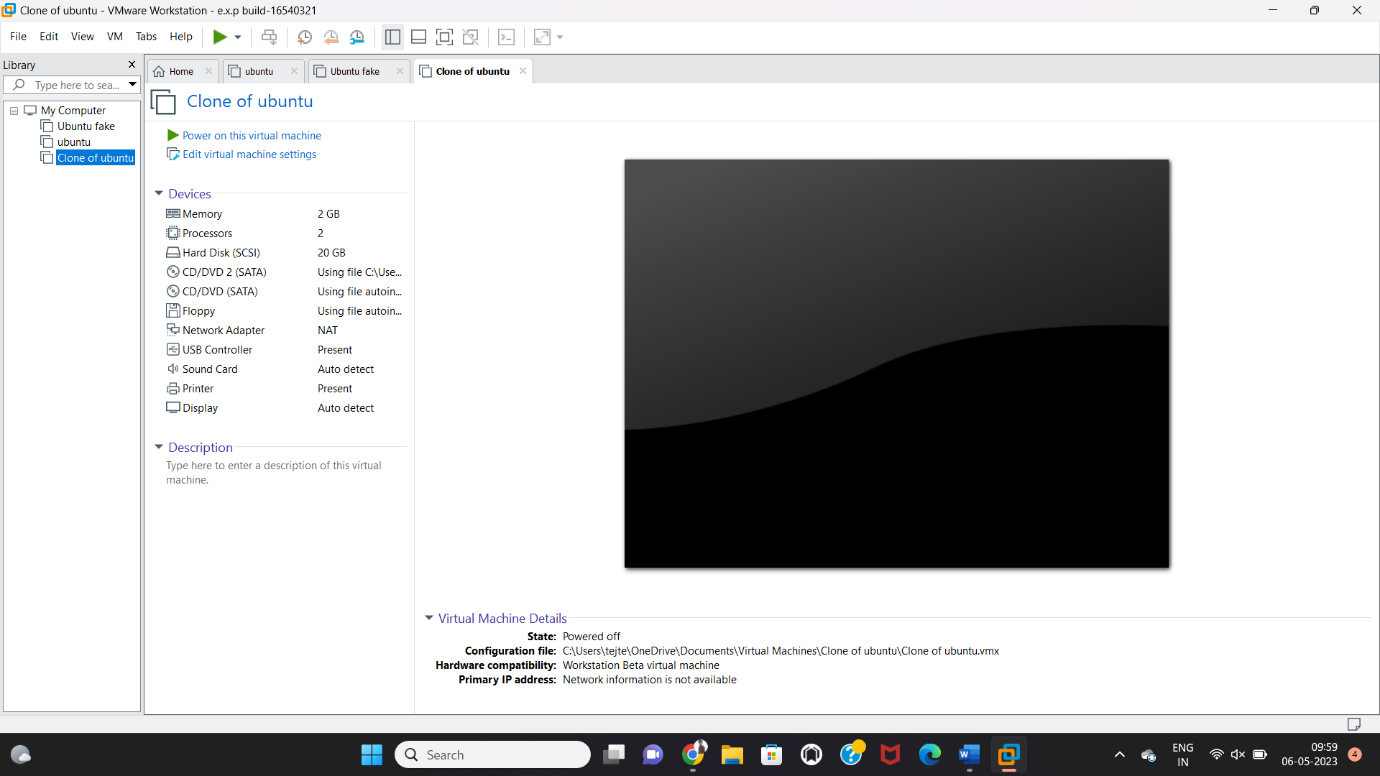 Clone of ubuntu - VMware Workstation - e.x.p build-16540321
File Edit View VM Tabs Help
Library
Type here to sea...
My Computer
Ubuntu fake
ubuntu
Clone of ubuntu
Home ubuntu Ubuntu fake Clone of ubuntu
Clone of ubuntu
Power on this virtual machine
Edit virtual machine settings
Devices
Memory 2 GB
Processors 2
Hard Disk (SCSI) 20 GB
CD/DVD 2 (SATA) Using file C:\Use...
CD/DVD (SATA) Using file autoin...
Floppy Using file autoin...
Network Adapter NAT
USB Controller Present
Sound Card Auto detect
Printer Present
Display Auto detect
Description
Type here to enter a description of this virtual
machine.
Virtual Machine Details
State: Powered off
Configuration file: C:\Users\tejte\OneDrive\Documents\Virtual Machines\Clone of ubuntu\Clone of ubuntu.vmx
Hardware compatibility: Workstation Beta virtual machine
Primary IP address: Network information is not available
Search
ENG
IN
09:59
06-05-2023
4